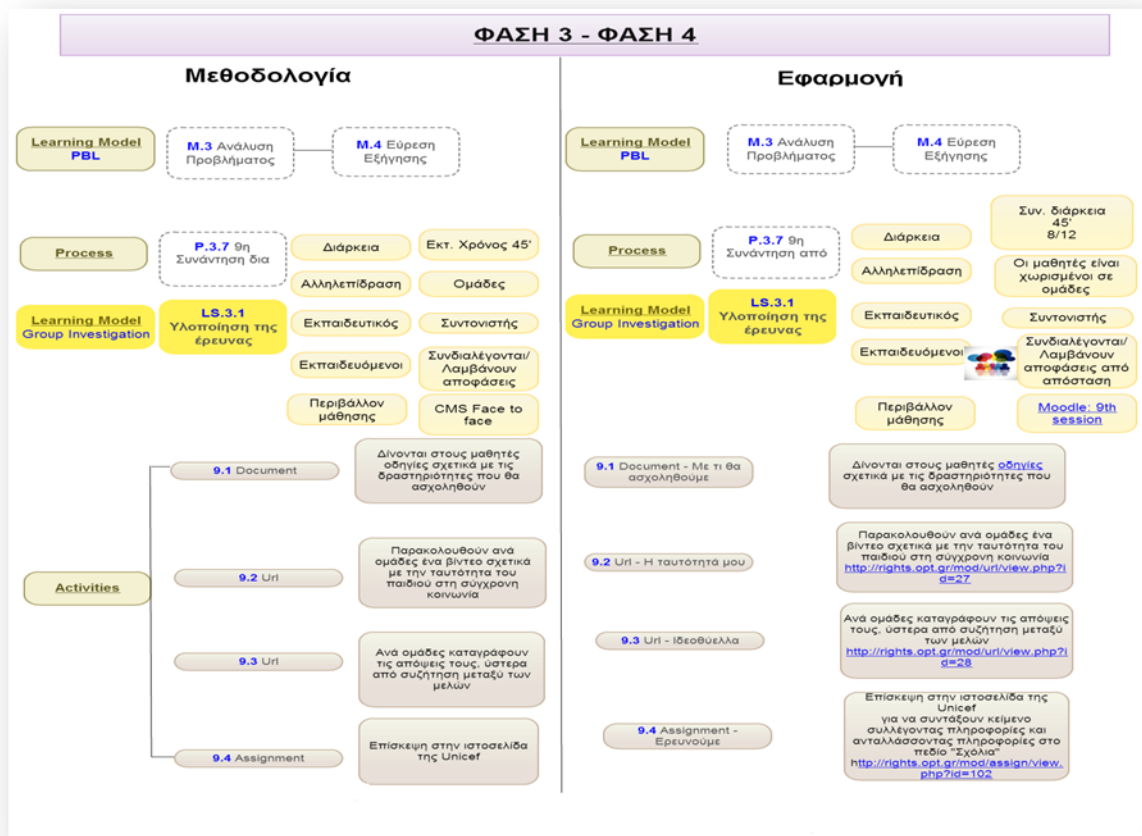 ΦΑΣΗ 3 - ΦΑΣΗ 4
Μεθοδολογία
Learning Model
PBL
Μ.3 Ανάλυση
Προβλήματος
Μ.4 Εύρεση
Εξήγησης
Process
P.3.7 9η
Συνάντηση δια
Διάρκεια
Εκτ. Χρόνος 45'
Αλληλεπίδραση
Ομάδες
Learning Model
Group Investigation
LS.3.1
Υλοποίηση της
έρευνας
Εκπαιδευτικός
Συντονιστής
Εκπαιδευόμενοι
Συνδιαλέγονται/
Λαμβάνουν
αποφάσεις
Περιβάλλον
μάθησης
CMS Face to
face
Activities
9.1 Document
Δίνονται στους μαθητές
οδηγίες σχετικά με τις
δραστηριότητες που θα
ασχοληθούν
9.2 Url
Παρακολουθούν ανά
ομάδες ένα βίντεο σχετικά
με την ταυτότητα του
παιδιού στη σύγχρονη
κοινωνία
9.3 Url
Ανά ομάδες καταγράφουν
τις απόψεις τους, ύστερα
από συζήτηση μεταξύ των
μελών
9.4 Assignment
Επίσκεψη στην ιστοσελίδα
της Unicef
Εφαρμογή
Learning Model
PBL
Μ.3 Ανάλυση
Προβλήματος
Μ.4 Εύρεση
Εξήγησης
Process
P.3.7 9η
Συνάντηση από
Διάρκεια
Συν. διάρκεια
45'
8/12
Αλληλεπίδραση
Οι μαθητές είναι
χωρισμένοι σε
ομάδες
Learning Model
Group Investigation
LS.3.1
Υλοποίηση της
έρευνας
Εκπαιδευτικός
Συντονιστής
Εκπαιδευόμενοι
Συνδιαλέγονται/
Λαμβάνουν
αποφάσεις από
απόσταση
Περιβάλλον
μάθησης
Moodle: 9th
session
9.1 Document - Με τι θα
ασχοληθούμε
Δίνονται στους μαθητές οδηγίες
σχετικά με τις δραστηριότητες που
θα ασχοληθούν
9.2 Url - Η ταυτότητά μου
Παρακολουθούν ανά ομάδες ένα
βίντεο σχετικά με την ταυτότητα του
παιδιού στη σύγχρονη κοινωνία
http://rights.opt.gr/mod/url/view.php?i
d=27
9.3 Url - Ιδεοθύελλα
Ανά ομάδες καταγράφουν τις απόψεις
τους, ύστερα από συζήτηση μεταξύ
των μελών
http://rights.opt.gr/mod/url/view.php?i
d=28
9.4 Assignment -
Ερευνούμε
Επίσκεψη στην ιστοσελίδα της
Unicef
για να συντάξουν κείμενο
συλλέγοντας πληροφορίες και
ανταλλάσσοντας πληροφορίες στο
πεδίο "Σχόλια"
http://rights.opt.gr/mod/assign/view.
php?id=102